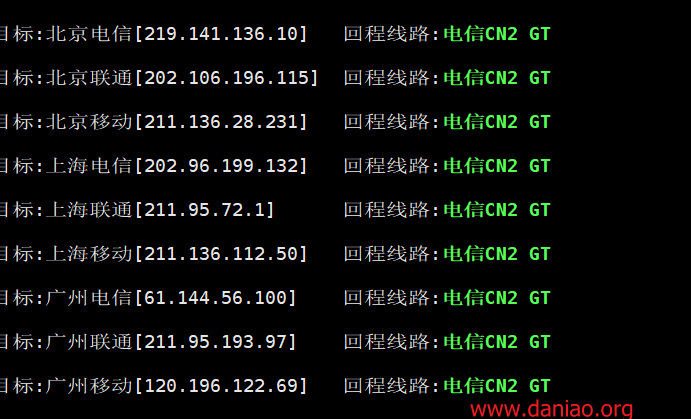 目标:北京电信[219.141.136.10] 回程线路:电信CN2 GT
目标:北京联通[202.106.196.115] 回程线路:电信CN2 GT
目标:北京移动[211.136.28.231] 回程线路:电信CN2 GT
目标:上海电信[202.96.199.132] 回程线路:电信CN2 GT
目标:上海联通[211.95.72.1] 回程线路:电信CN2 GT
目标:上海移动[211.136.112.50] 回程线路:电信CN2 GT
目标:广州电信[61.144.56.100] 回程线路:电信CN2 GT
目标:广州联通[211.95.193.97] 回程线路:电信CN2 GT
目标:广州移动[120.196.122.69] 回程线路:电信CN2 GT
www.daniao.org